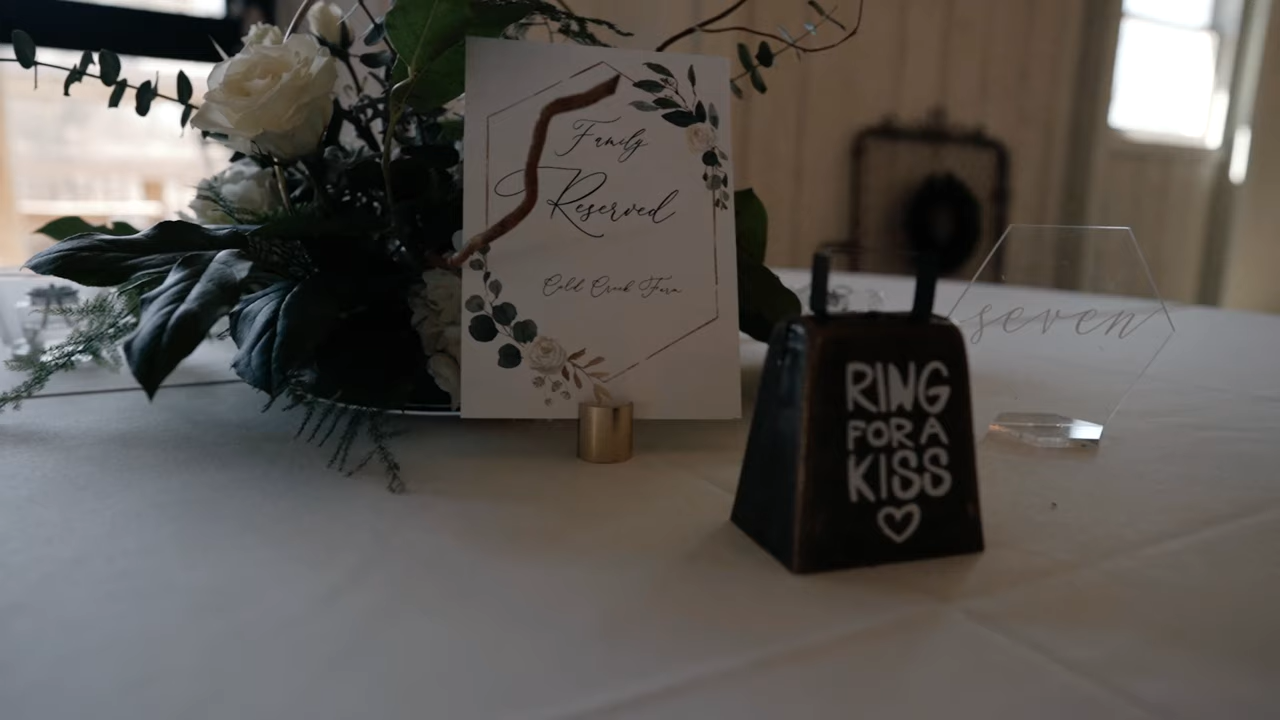 Family
Reserved
Cold Creek Farm
RING
FOR A
KISS
seven